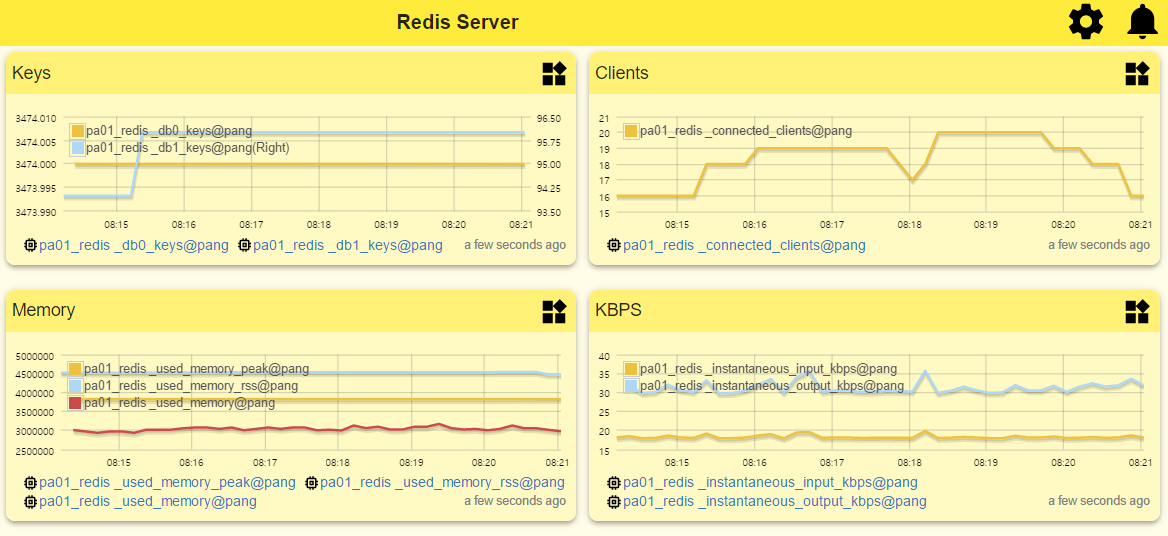 Redis Server
Keys
3474.010
3474.005
3474.000
3473.995
3473.990
pa01_redis _db0_keys@pang
pa01_redis _db1_keys@pang(Right)
96.50
95.75
95.00
94.25
93.50
08:15 08:16 08:17 08:18 08:19 08:20 08:21
pa01_redis _db0_keys@pang pa01_redis _db1_keys@pang a few seconds ago
Clients
21
20
19
18
17
16
15
pa01_redis _connected_clients@pang
08:15 08:16 08:17 08:18 08:19 08:20 08:21
pa01_redis _connected_clients@pang a few seconds ago
Memory
5000000
4500000
4000000
3500000
3000000
2500000
pa01_redis _used_memory_peak@pang
pa01_redis _used_memory_rss@pang
pa01_redis _used_memory@pang
08:15 08:16 08:17 08:18 08:19 08:20 08:21
pa01_redis _used_memory_peak@pang pa01_redis _used_memory_rss@pang
pa01_redis _used_memory@pang a few seconds ago
KBPS
40
35
30
25
20
15
pa01_redis _instantaneous_input_kbps@pang
pa01_redis _instantaneous_output_kbps@pang
08:15 08:16 08:17 08:18 08:19 08:20 08:21
pa01_redis _instantaneous_input_kbps@pang
pa01_redis _instantaneous_output_kbps@pang a few seconds ago